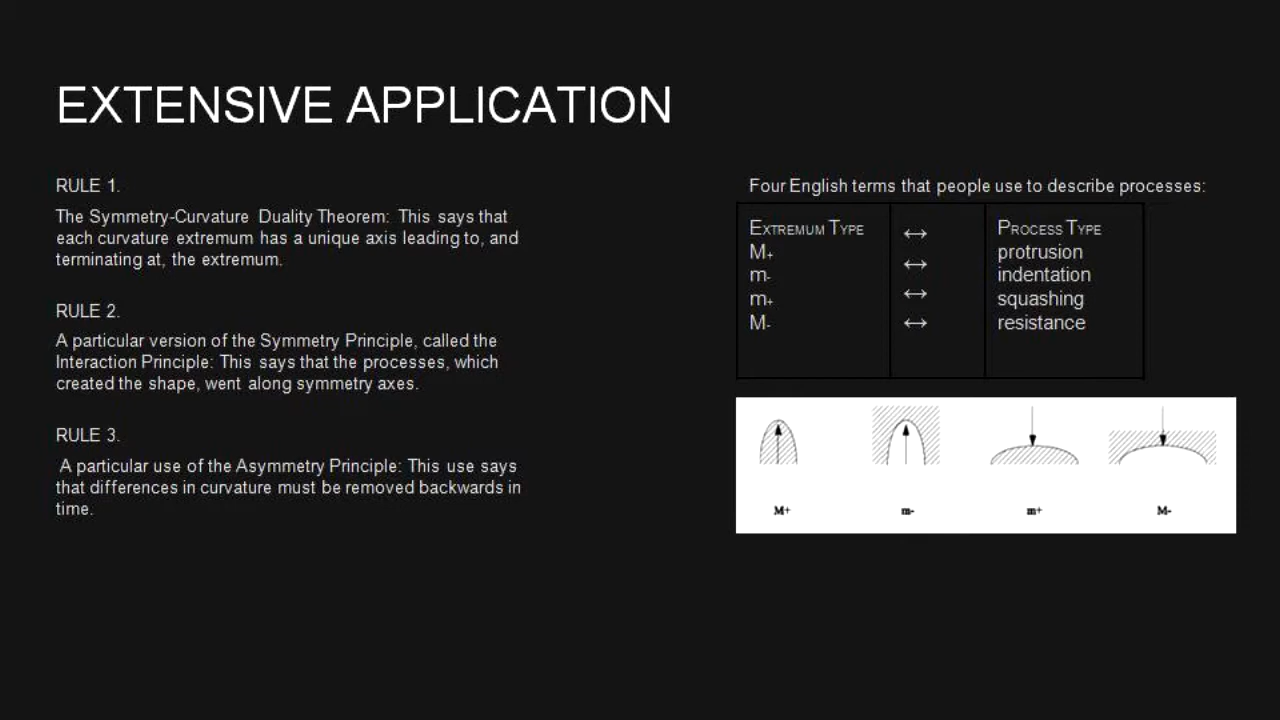 EXTENSIVE APPLICATION
RULE 1.
The Symmetry-Curvature Duality Theorem: This says that
each curvature extremum has a unique axis leading to, and
terminating at, the extremum.
RULE 2.
A particular version of the Symmetry Principle, called the
Interaction Principle: This says that the processes, which
created the shape, went along symmetry axes.
RULE 3.
A particular use of the Asymmetry Principle: This use says
that differences in curvature must be removed backwards in
time.
Four English terms that people use to describe processes:
EXTREMUM TYPE ↔ PROCESS TYPE
M+ ↔ protrusion
m- ↔ indentation
m+ ↔ squashing
M- resistance
M+ m- m+ M-